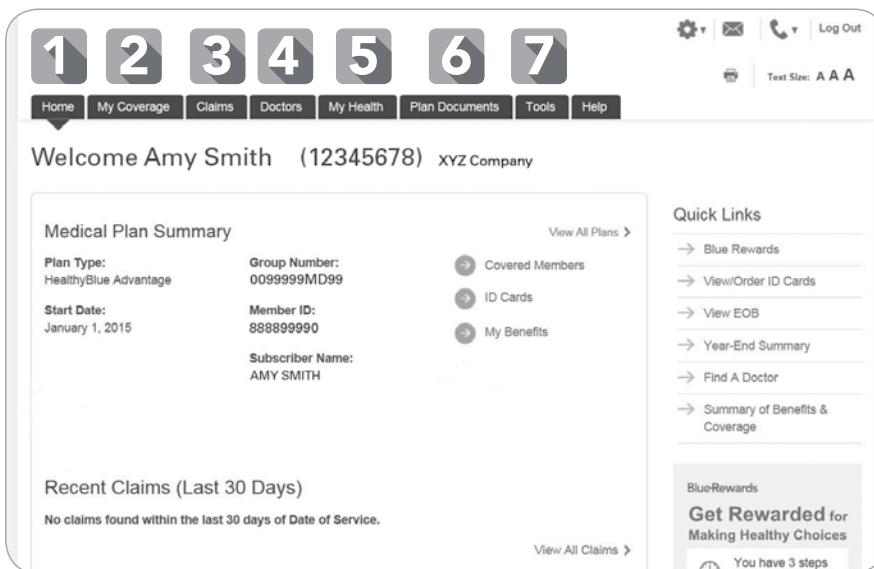 Log Out
Text Size: A A A
1 2 3 4 5 6 7
Home My Coverage Claims Doctors My Health Plan Documents Tools Help
Welcome Amy Smith (12345678) XYZ Company
Medical Plan Summary
View All Plans
Plan Type:
HealthyBlue Advantage
Start Date:
January 1, 2015
Group Number:
0099999MD99
Member ID:
888899990
Subscriber Name:
AMY SMITH
Covered Members
ID Cards
My Benefits
Recent Claims (Last 30 Days)
No claims found within the last 30 days of Date of Service.
View All Claims
Quick Links
Blue Rewards
View/Order ID Cards
View EOB
Year-End Summary
Find A Doctor
Summary of Benefits &
Coverage
BlueRewards
Get Rewarded for
Making Healthy Choices
You have 3 steps